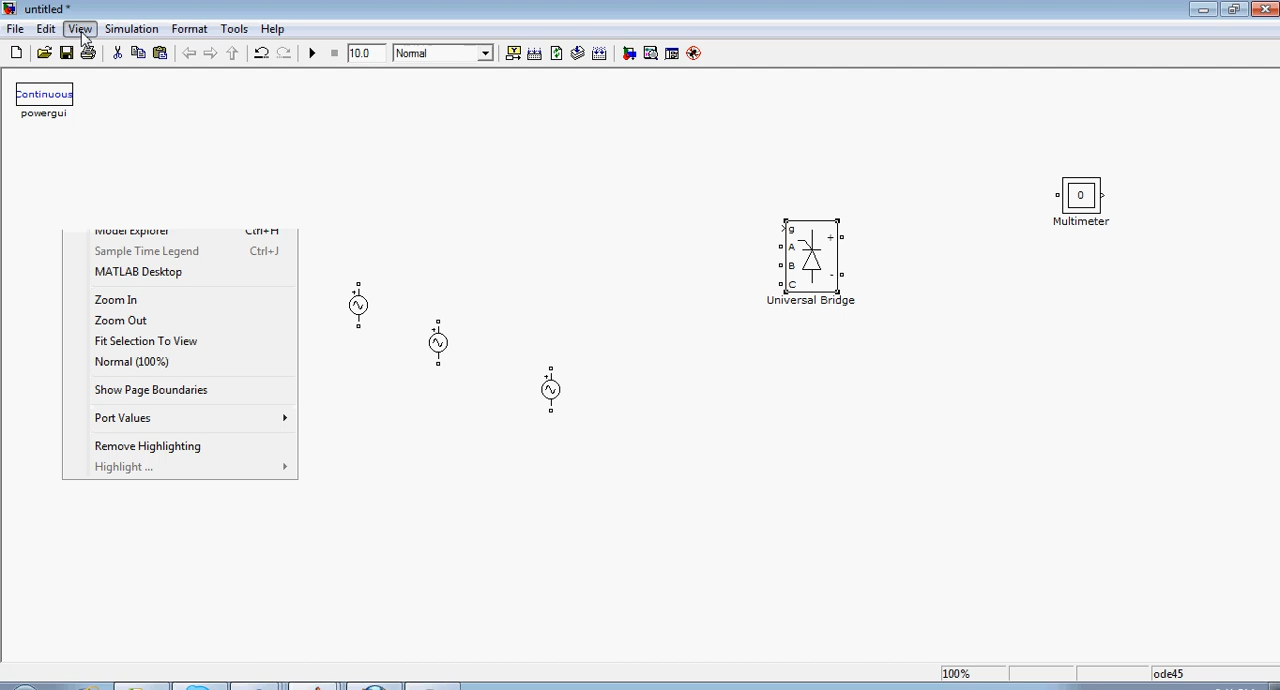 untitled *
File Edit View Simulation Format Tools Help
10.0 Normal
Continuous
powergui
0
Multimeter
g
A +
B
C -
Universal Bridge
Model Explorer Ctrl+H
Sample Time Legend Ctrl+J
MATLAB Desktop
Zoom In
Zoom Out
Fit Selection To View
Normal (100%)
Show Page Boundaries
Port Values
Remove Highlighting
Highlight ...
+
+
+
100% ode45